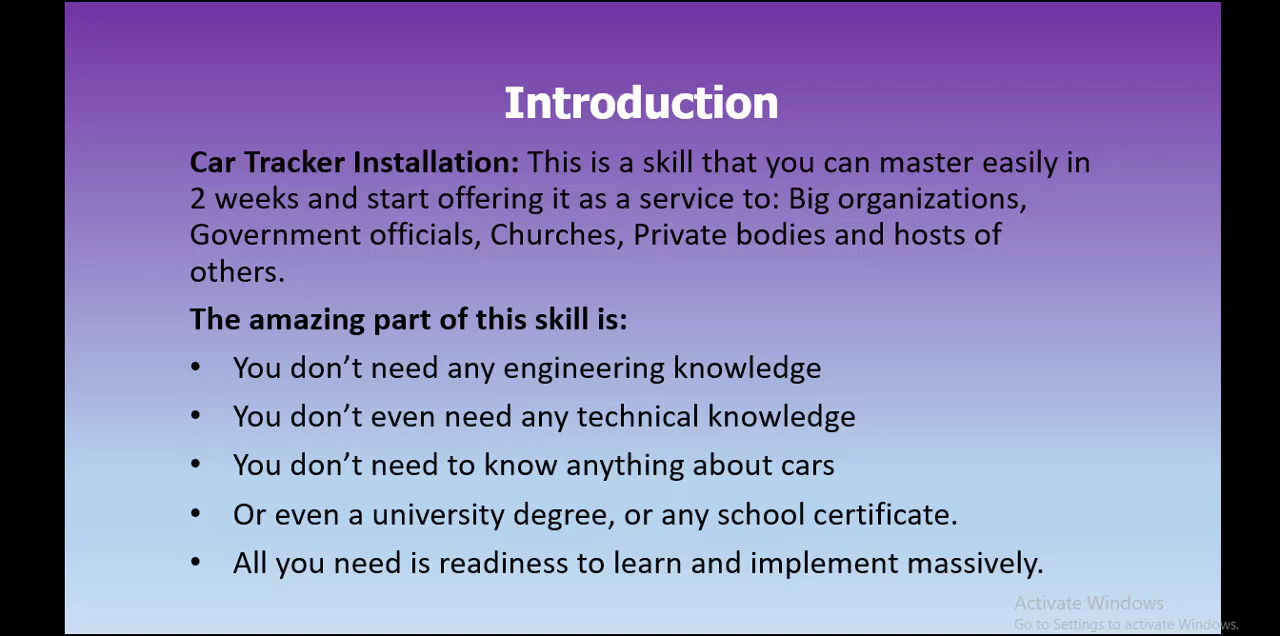 Introduction
Car Tracker Installation: This is a skill that you can master easily in
2 weeks and start offering it as a service to: Big organizations,
Government officials, Churches, Private bodies and hosts of
others.
The amazing part of this skill is:
• You don’t need any engineering knowledge
• You don’t even need any technical knowledge
• You don’t need to know anything about cars
• Or even a university degree, or any school certificate.
• All you need is readiness to learn and implement massively.
Activate Windows
Go to Settings to activate Windows.